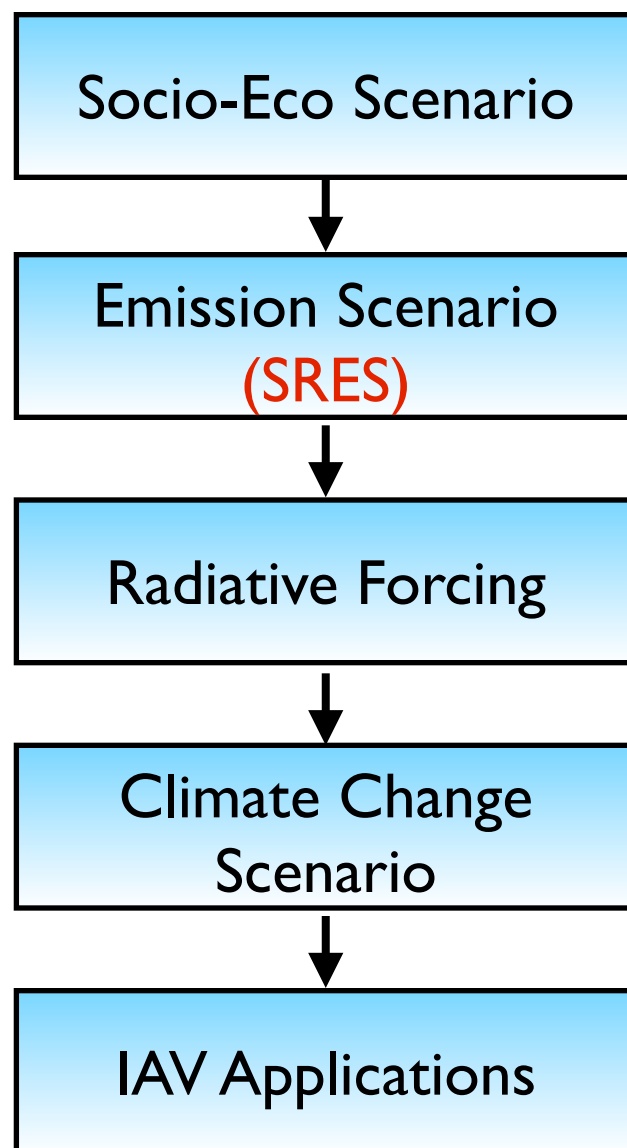 Socio-Eco Scenario
Emission Scenario
(SRES)
Radiative Forcing
Climate Change
Scenario
IAV Applications